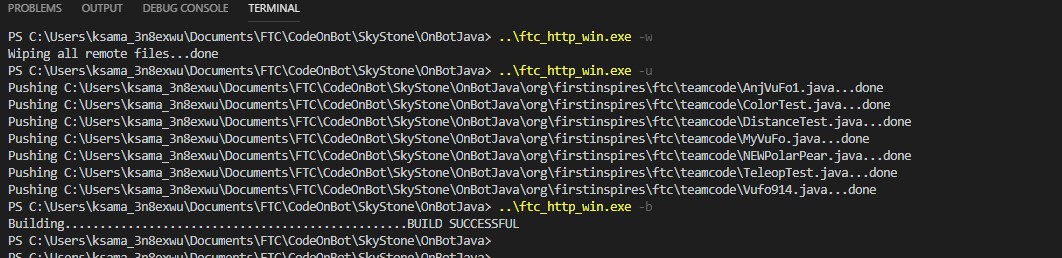 PROBLEMS OUTPUT DEBUG CONSOLE TERMINAL
PS C:\Users\ksama_3n8exwu\Documents\FTC\CodeOnBot\SkyStone\OnBotJava> ..\ftc_http_win.exe -w
Wiping all remote files...done
PS C:\Users\ksama_3n8exwu\Documents\FTC\CodeOnBot\SkyStone\OnBotJava> ..\ftc_http_win.exe -u
Pushing C:\Users\ksama_3n8exwu\Documents\FTC\CodeOnBot\SkyStone\OnBotJava\org\firstinspires\ftc\teamcode\AnjVuFo1.java...done
Pushing C:\Users\ksama_3n8exwu\Documents\FTC\CodeOnBot\SkyStone\OnBotJava\org\firstinspires\ftc\teamcode\ColorTest.java...done
Pushing C:\Users\ksama_3n8exwu\Documents\FTC\CodeOnBot\SkyStone\OnBotJava\org\firstinspires\ftc\teamcode\DistanceTest.java...done
Pushing C:\Users\ksama_3n8exwu\Documents\FTC\CodeOnBot\SkyStone\OnBotJava\org\firstinspires\ftc\teamcode\MyVuFo.java...done
Pushing C:\Users\ksama_3n8exwu\Documents\FTC\CodeOnBot\SkyStone\OnBotJava\org\firstinspires\ftc\teamcode\NEWPolarPear.java...done
Pushing C:\Users\ksama_3n8exwu\Documents\FTC\CodeOnBot\SkyStone\OnBotJava\org\firstinspires\ftc\teamcode\TeleopTest.java...done
Pushing C:\Users\ksama_3n8exwu\Documents\FTC\CodeOnBot\SkyStone\OnBotJava\org\firstinspires\ftc\teamcode\Vufo914.java...done
PS C:\Users\ksama_3n8exwu\Documents\FTC\CodeOnBot\SkyStone\OnBotJava> ..\ftc_http_win.exe -b
Building.................................................BUILD SUCCESSFUL
PS C:\Users\ksama_3n8exwu\Documents\FTC\CodeOnBot\SkyStone\OnBotJava>
PS C:\Users\ksama_3n8exwu\Documents\FTC\CodeOnBot\SkyStone\OnBotJava>